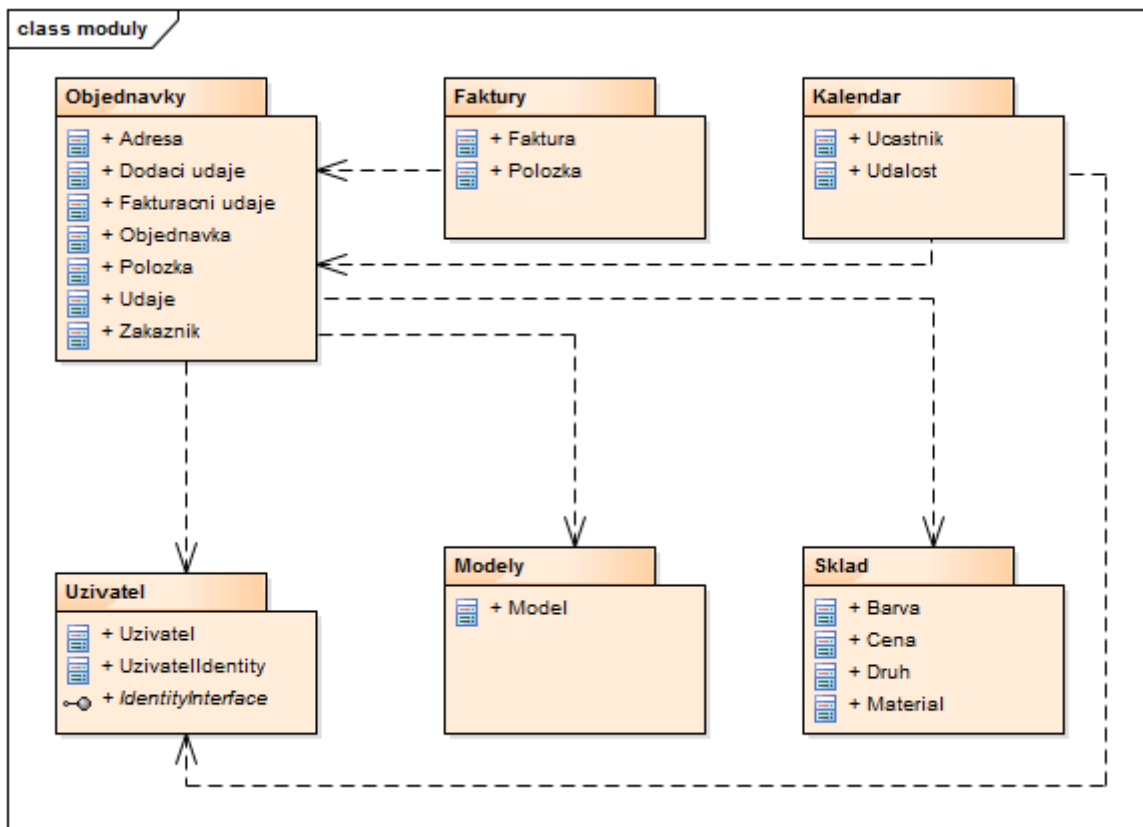 class moduly
Objednavky
+ Adresa
+ Dodaci udaje
+ Fakturacni udaje
+ Objednavka
+ Polozka
+ Udaje
+ Zakaznik
Faktury
+ Faktura
+ Polozka
Kalendar
+ Ucastnik
+ Udalost
Uzivatel
+ Uzivatel
+ UzivatelIdentity
+ IdentityInterface
Modely
+ Model
Sklad
+ Barva
+ Cena
+ Druh
+ Material